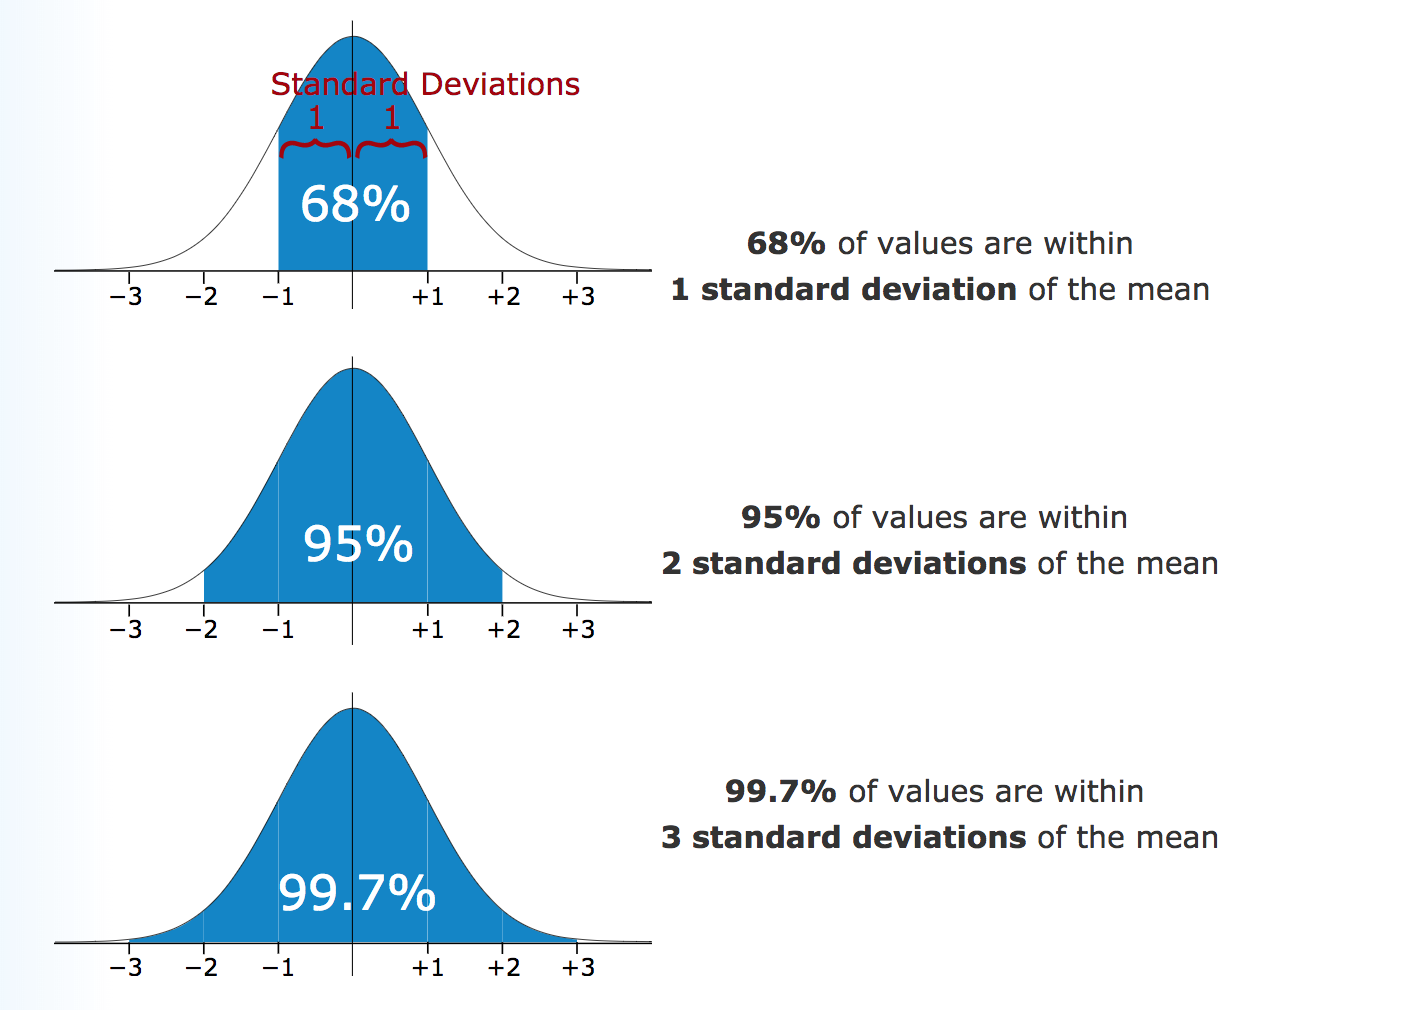 Standard Deviations
1 1
68%
−3 −2 −1 +1 +2 +3
68% of values are within
1 standard deviation of the mean
95%
−3 −2 −1 +1 +2 +3
95% of values are within
2 standard deviations of the mean
99.7%
−3 −2 −1 +1 +2 +3
99.7% of values are within
3 standard deviations of the mean